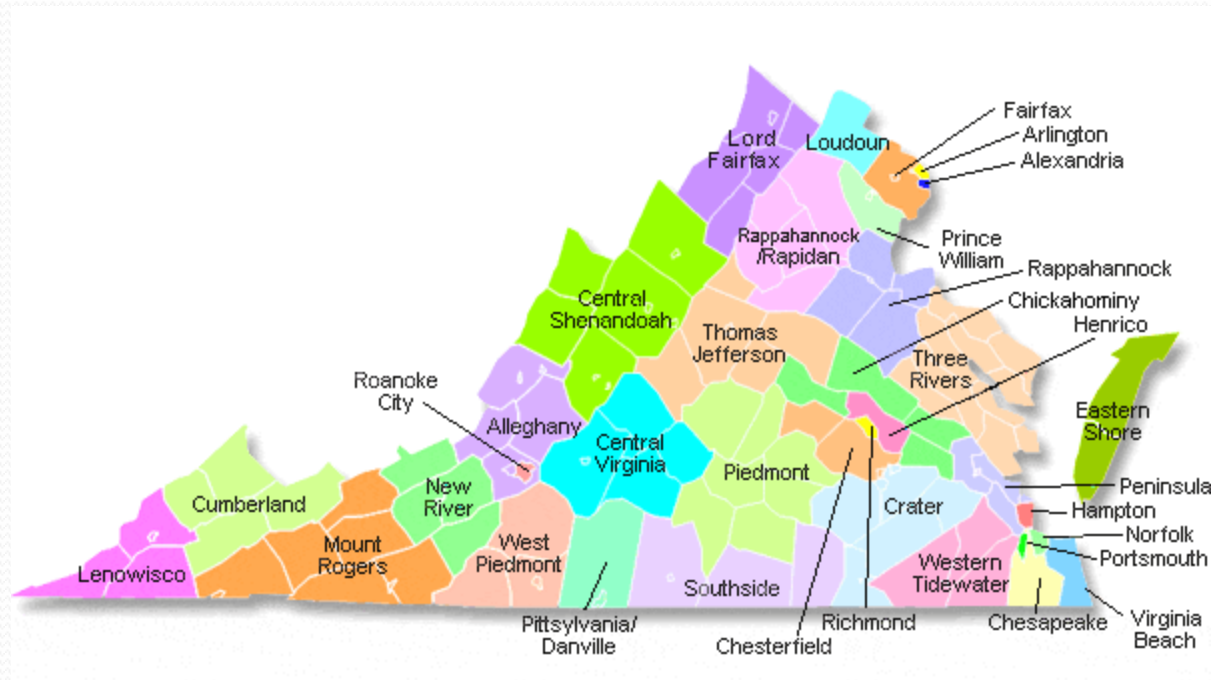 Fairfax
Arlington
Alexandria
Lord
Fairfax
Loudoun
Rappahannock
/Rapidan
Prince
William
Rappahannock
Chickahominy
Henrico
Central
Shenandoah
Thomas
Jefferson
Three
Rivers
Roanoke
City
Alleghany
Central
Virginia
Eastern
Shore
Piedmont
Cumberland
New
River
Crater
Peninsula
Hampton
Norfolk
Portsmouth
Mount
Rogers
West
Piedmont
Western
Tidewater
Lenowisco
Southside
Pittsylvania/
Danville
Chesterfield
Richmond
Chesapeake
Virginia
Beach